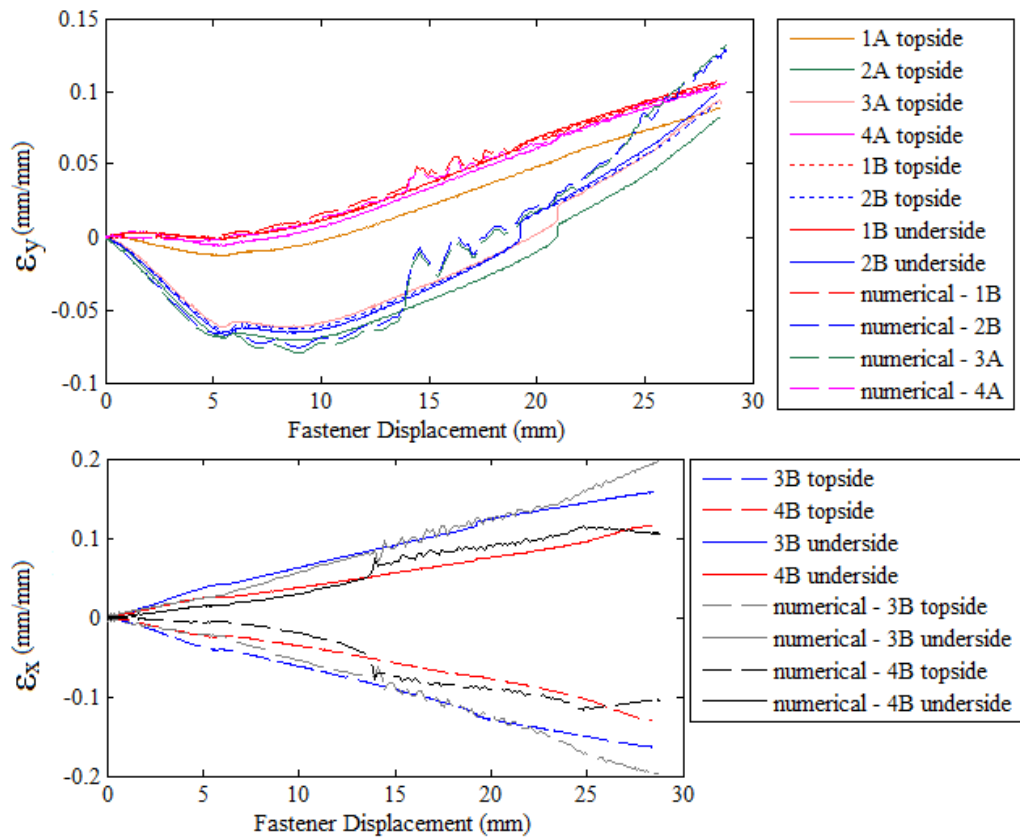 0.15
0.1
0.05
0
-0.05
-0.1
εy (mm/mm)
0 5 10 15 20 25 30
Fastener Displacement (mm)
1A topside
2A topside
3A topside
4A topside
1B topside
2B topside
1B underside
2B underside
numerical - 1B
numerical - 2B
numerical - 3A
numerical - 4A
0.2
0.1
0
-0.1
-0.2
εx (mm/mm)
0 5 10 15 20 25 30
Fastener Displacement (mm)
3B topside
4B topside
3B underside
4B underside
numerical - 3B topside
numerical - 3B underside
numerical - 4B topside
numerical - 4B underside